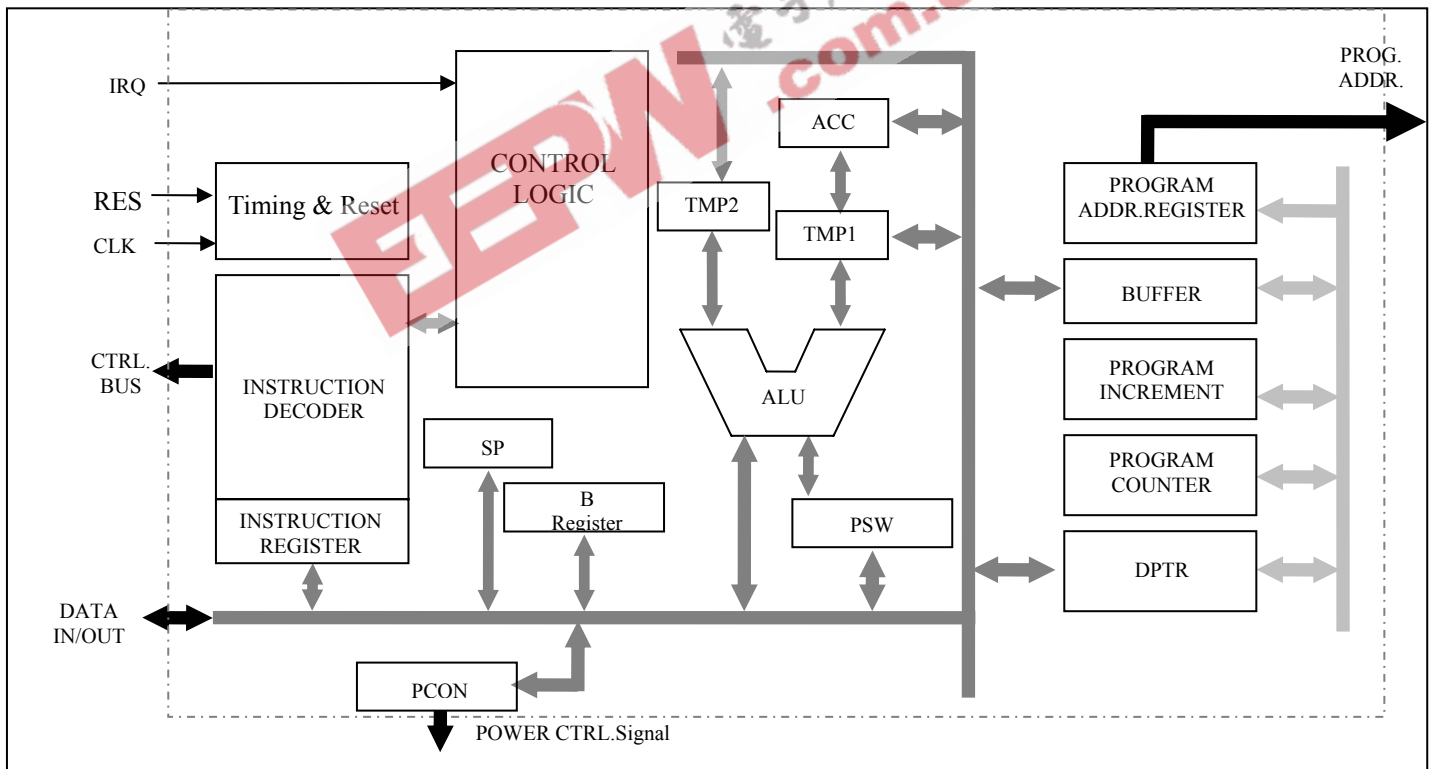 電子
.com.c
EEPW
PROG.
ADDR.
IRQ
ACC
CONTROL
LOGIC
PROGRAM
ADDR.REGISTER
RES
Timing & Reset
TMP2
TMP1
CLK
BUFFER
CTRL.
BUS
INSTRUCTION
DECODER
ALU
PROGRAM
INCREMENT
SP
PROGRAM
COUNTER
B
Register
INSTRUCTION
REGISTER
PSW
DPTR
DATA
IN/OUT
PCON
POWER CTRL.Signal